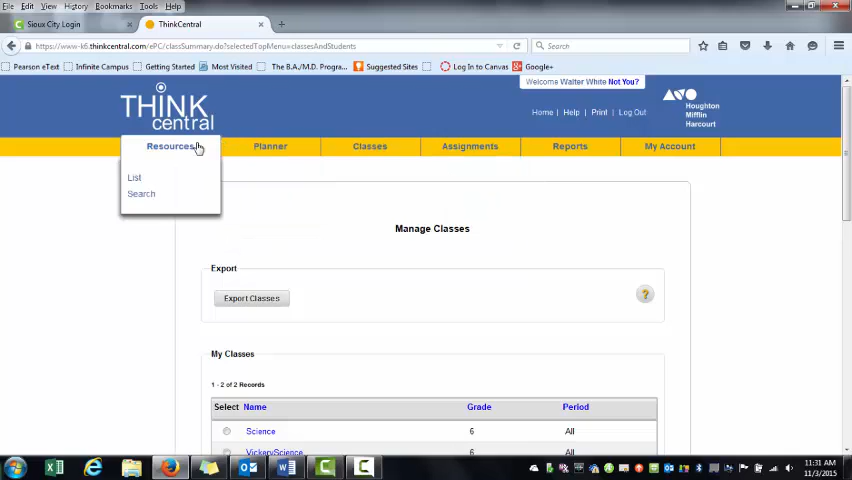 File Edit View History Bookmarks Tools Help
Sioux City Login × ThinkCentral × +
https://www-k6.thinkcentral.com/ePC/classSummary.do?selectedTopMenu=classesAndStudents Search
Pearson eText Infinite Campus Getting Started Most Visited The B.A./M.D. Progra... Suggested Sites Log In to Canvas Google+
Welcome Walter White Not You?
THINK central
Home | Help | Print | Log Out
Houghton
Mifflin
Harcourt
Resources Planner Classes Assignments Reports My Account
List
Search
Manage Classes
Export
Export Classes ?
My Classes
1 - 2 of 2 Records
Select Name Grade Period
Science 6 All
VickeryScience 6 All
11:31 AM
11/3/2015